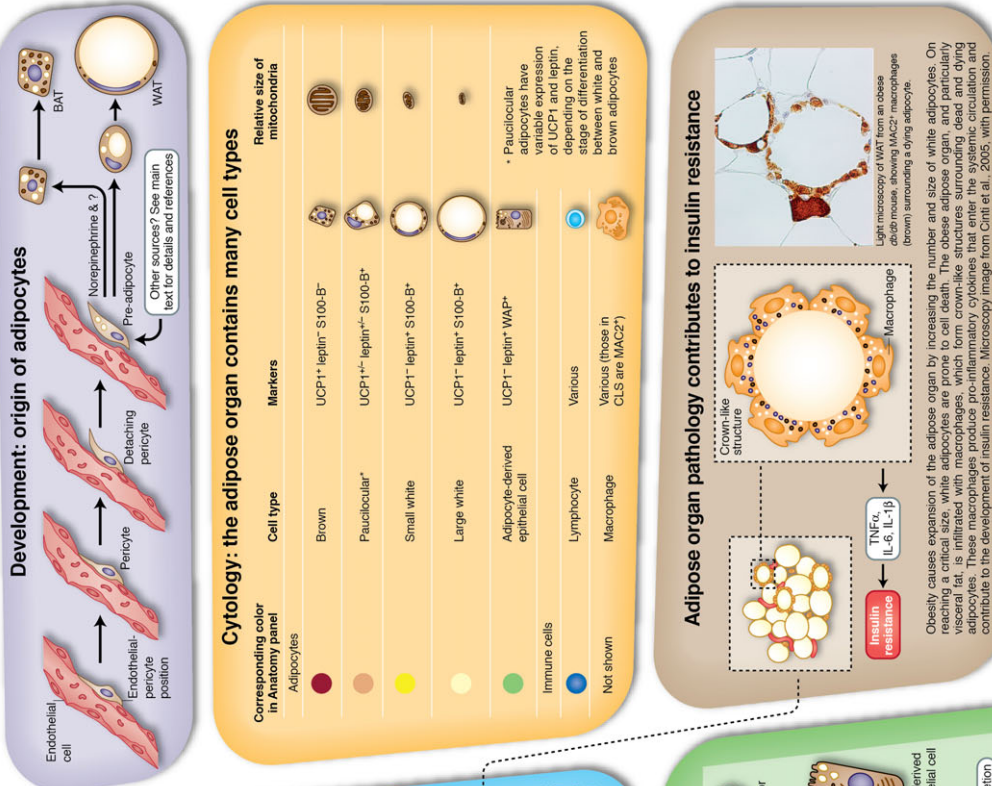 Development: origin of adipocytes
Endothelial
cell
Endothelial-
pericyte
position
Pericyte
Detaching
pericyte
Pre-adipocyte
Norepinephrine & ?
BAT
WAT
Other sources? See main
text for details and references
Cytology: the adipose organ contains many cell types
Corresponding color
in Anatomy panel
Cell type
Markers
Relative size of
mitochondria
Adipocytes
Brown
UCP1⁺ leptin⁻ S100-B⁻
Paucilocular*
UCP1⁺/⁻ leptin⁺/⁻ S100-B⁺
Small white
UCP1⁻ leptin⁺ S100-B⁺
Large white
UCP1⁻ leptin⁺ S100-B⁺
Adipocyte-derived
epithelial cell
UCP1⁻ leptin⁺ WAP⁺
* Paucilocular
adipocytes have
variable expression
of UCP1 and leptin,
depending on the
stage of differentiation
between white and
brown adipocytes
Immune cells
Lymphocyte
Various
Not shown
Macrophage
Various (those in
CLS are MAC2⁺)
Adipose organ pathology contributes to insulin resistance
Crown-like
structure
Macrophage
TNFα,
IL-6, IL-1β
Insulin
resistance
Light microscopy of WAT from an obese
db/db mouse, showing MAC2⁺ macrophages
(brown) surrounding a dying adipocyte.
Obesity causes expansion of the adipose organ by increasing the number and size of white adipocytes. On
reaching a critical size, white adipocytes are prone to cell death. The obese adipose organ, and particularly
visceral fat, is infiltrated with macrophages, which form crown-like structures surrounding dead and dying
adipocytes. These macrophages produce pro-inflammatory cytokines that enter the systemic circulation and
contribute to the development of insulin resistance. Microscopy image from Cinti et al., 2005, with permission.